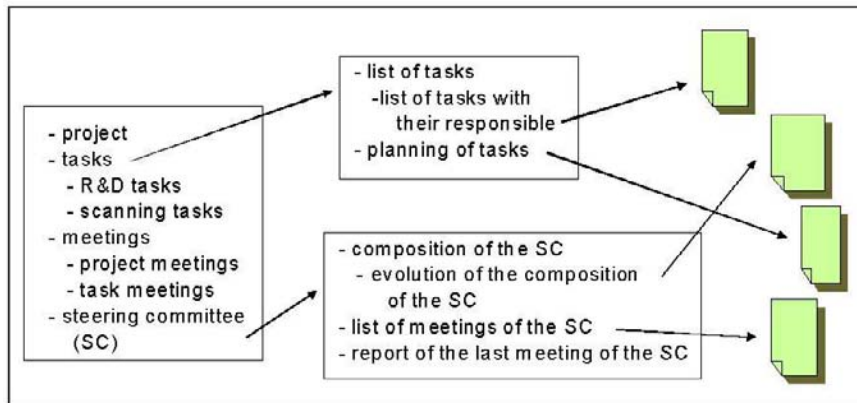 - project
- tasks
- R&D tasks
- scanning tasks
- meetings
- project meetings
- task meetings
- steering committee
(SC)
- list of tasks
-list of tasks with
their responsible
- planning of tasks
- composition of the SC
- evolution of the composition
of the SC
- list of meetings of the SC
- report of the last meeting of the SC